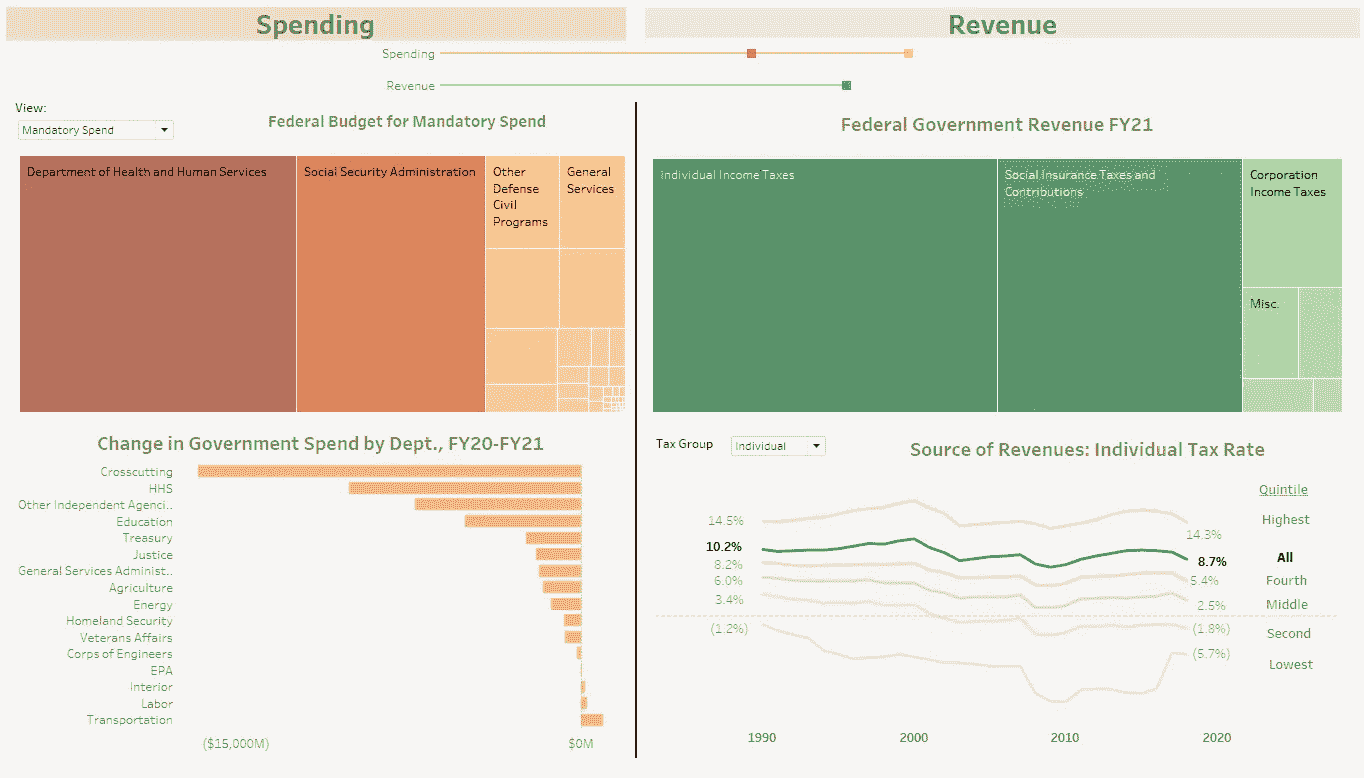 Spending
Revenue
Spending
Revenue
View:
Mandatory Spend
Federal Budget for Mandatory Spend
Department of Health and Human Services
Social Security Administration
Other
Defense
Civil
Programs
General
Services
Federal Government Revenue FY21
Individual Income Taxes
Social Insurance Taxes and
Contributions
Corporation
Income Taxes
Misc.
Change in Government Spend by Dept., FY20-FY21
Crosscutting
HHS
Other Independent Agenci..
Education
Treasury
Justice
General Services Administ..
Agriculture
Energy
Homeland Security
Veterans Affairs
Corps of Engineers
EPA
Interior
Labor
Transportation
($15,000M)
$0M
Tax Group
Individual
Source of Revenues: Individual Tax Rate
Quintile
14.5%
14.3%
Highest
10.2%
8.7%
All
8.2%
5.4%
Fourth
6.0%
2.5%
Middle
3.4%
(1.8%)
Second
(1.2%)
(5.7%)
Lowest
1990
2000
2010
2020